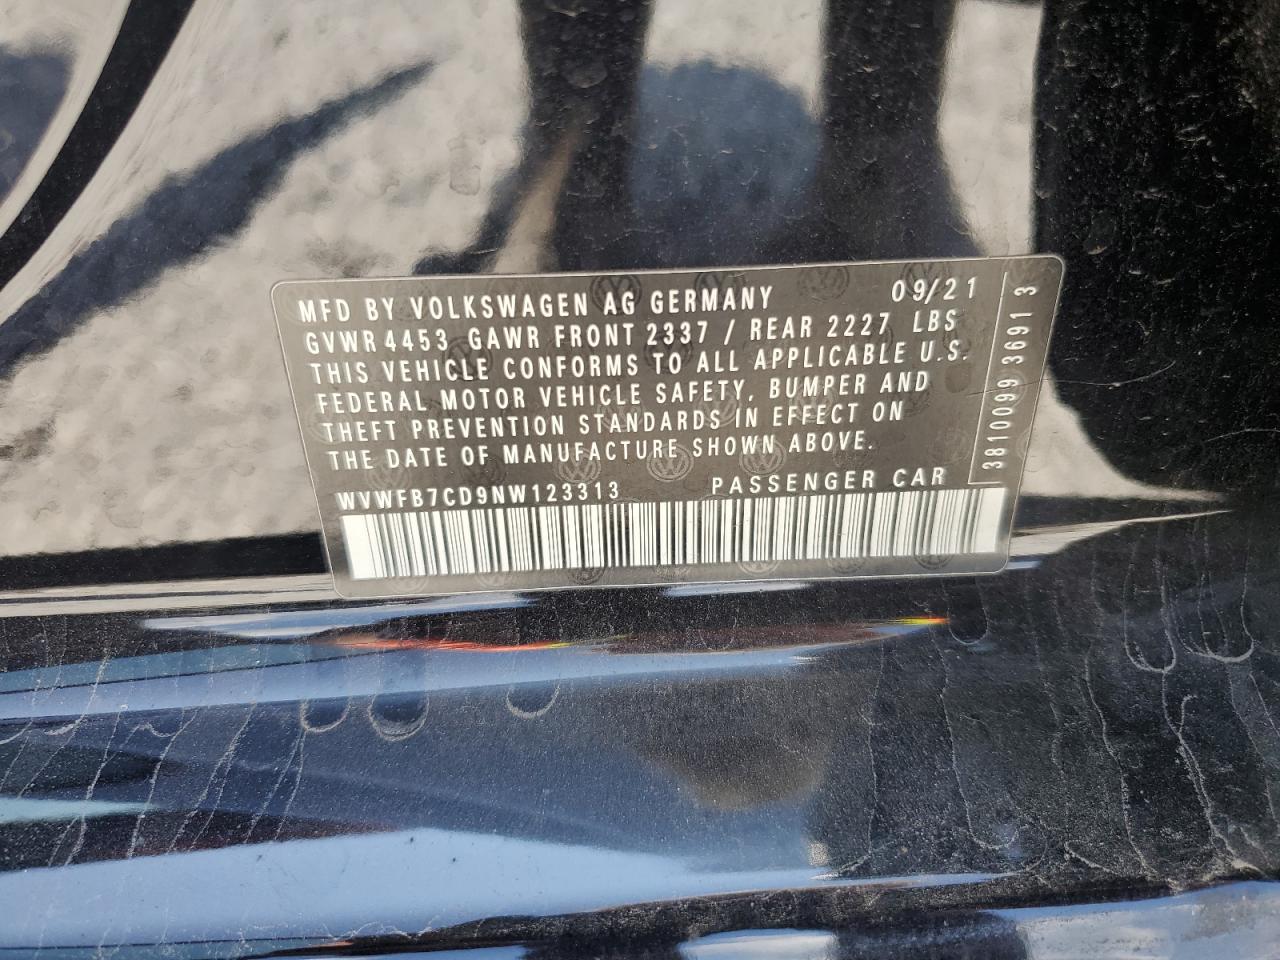 MFD BY VOLKSWAGEN AG GERMANY 09/21
GVWR 4453 GAWR FRONT 2337 / REAR 2227 LBS
THIS VEHICLE CONFORMS TO ALL APPLICABLE U.S.
FEDERAL MOTOR VEHICLE SAFETY, BUMPER AND
THEFT PREVENTION STANDARDS IN EFFECT ON
THE DATE OF MANUFACTURE SHOWN ABOVE.
WVWFB7CD9NW123313 PASSENGER CAR
3810099 3691 3